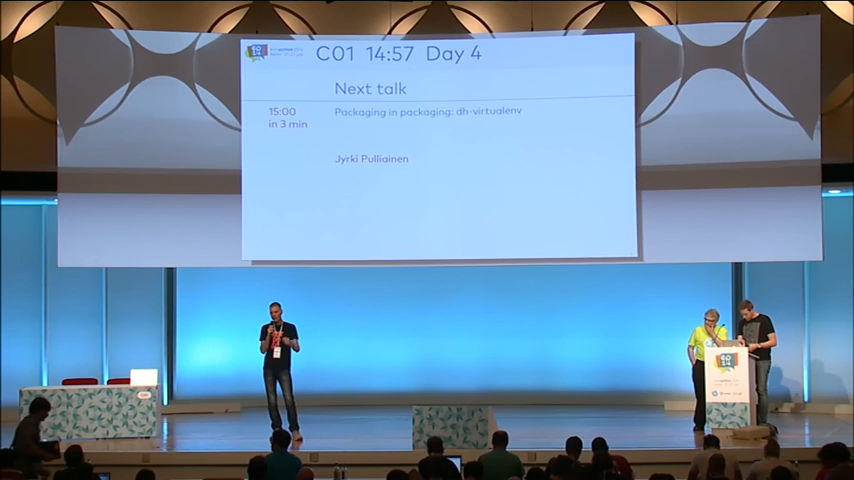 C01 14:57 Day 4
Next talk
15:00 Packaging in packaging: dh-virtualenv
in 3 min
Jyrki Pulliainen